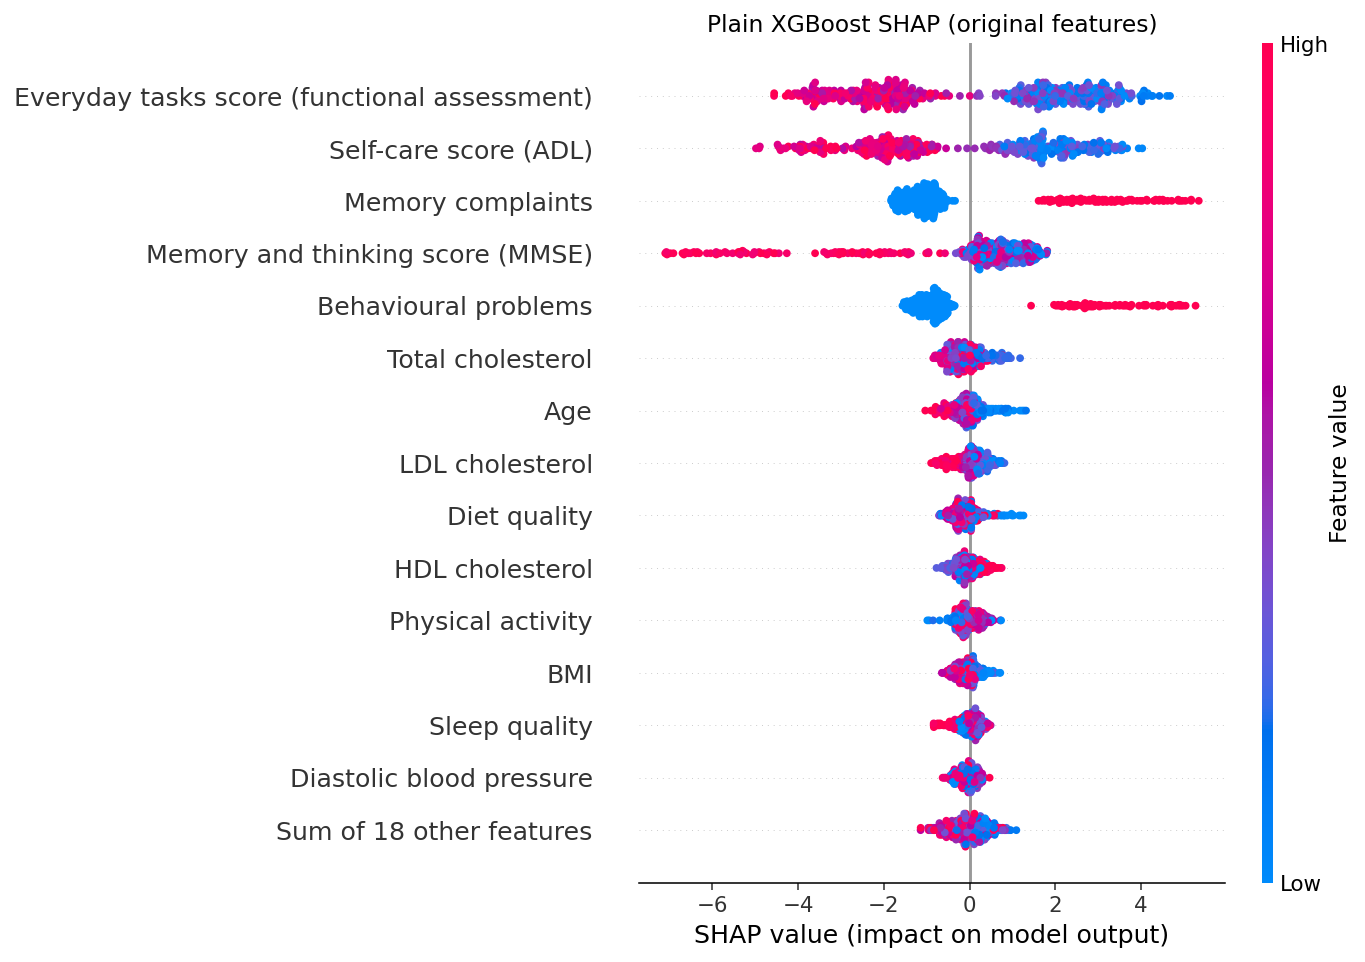 Plain XGBoost SHAP (original features)
High
Everyday tasks score (functional assessment)
Self-care score (ADL)
Memory complaints
Memory and thinking score (MMSE)
Behavioural problems
Total cholesterol
Age
LDL cholesterol
Diet quality
HDL cholesterol
Physical activity
BMI
Sleep quality
Diastolic blood pressure
Sum of 18 other features
Feature value
Low
−6 −4 −2 0 2 4
SHAP value (impact on model output)